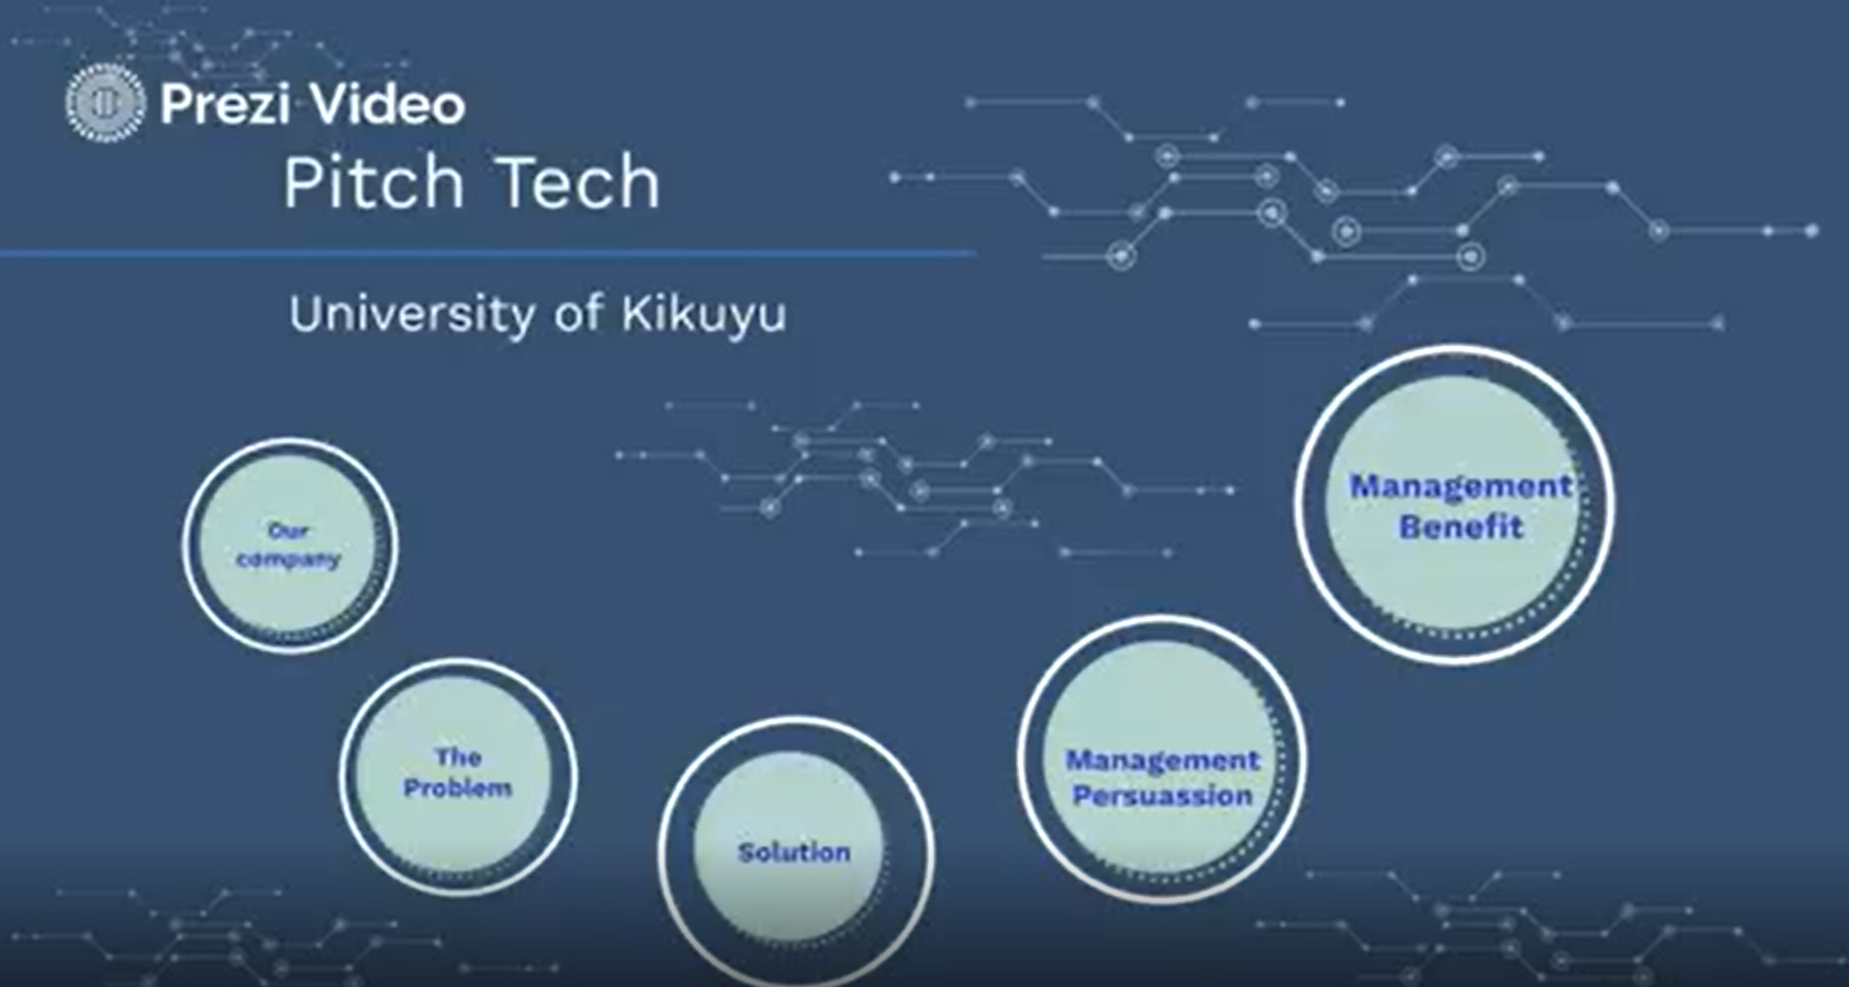 Prezi Video
Pitch Tech
University of Kikuyu
Our
company
The
Problem
Solution
Management
Persuassion
Management
Benefit